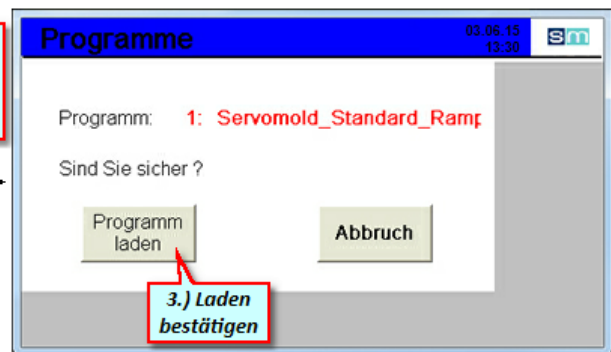 Programme
03.06.15
13:30
sm
Programm: 1: Servomold_Standard_Ramp
Sind Sie sicher ?
Programm
laden
Abbruch
3.) Laden
bestätigen